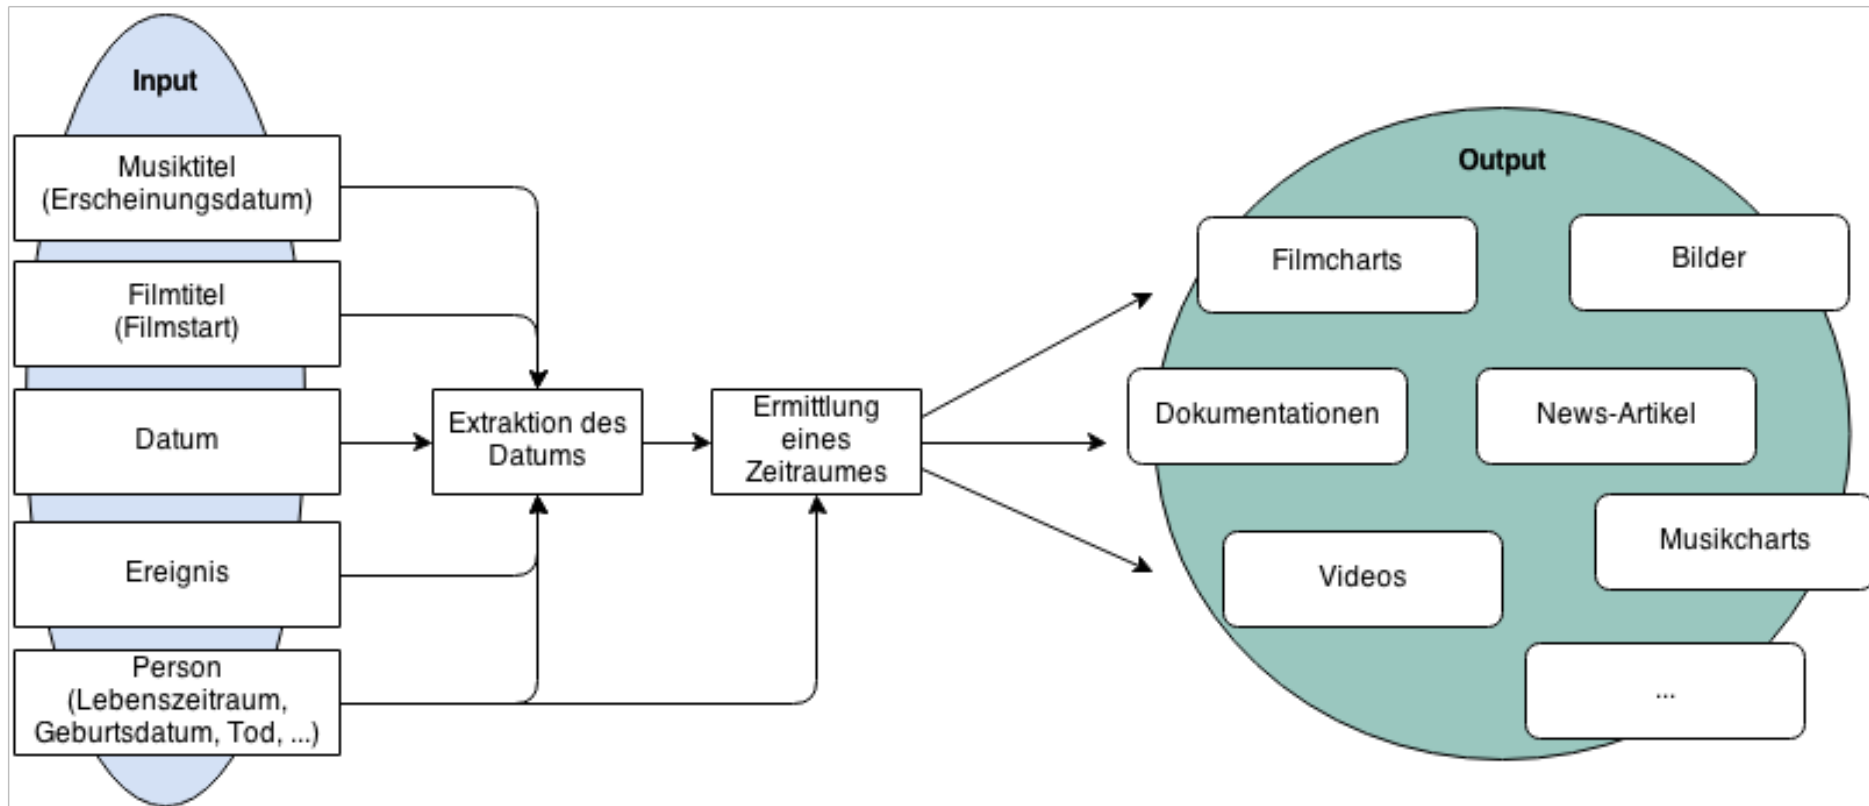 Input
Musiktitel
(Erscheinungsdatum)
Filmtitel
(Filmstart)
Datum
Ereignis
Person
(Lebenszeitraum,
Geburtsdatum, Tod, ...)
Extraktion des
Datums
Ermittlung
eines
Zeitraumes
Output
Filmcharts
Bilder
Dokumentationen
News-Artikel
Musikcharts
Videos
...